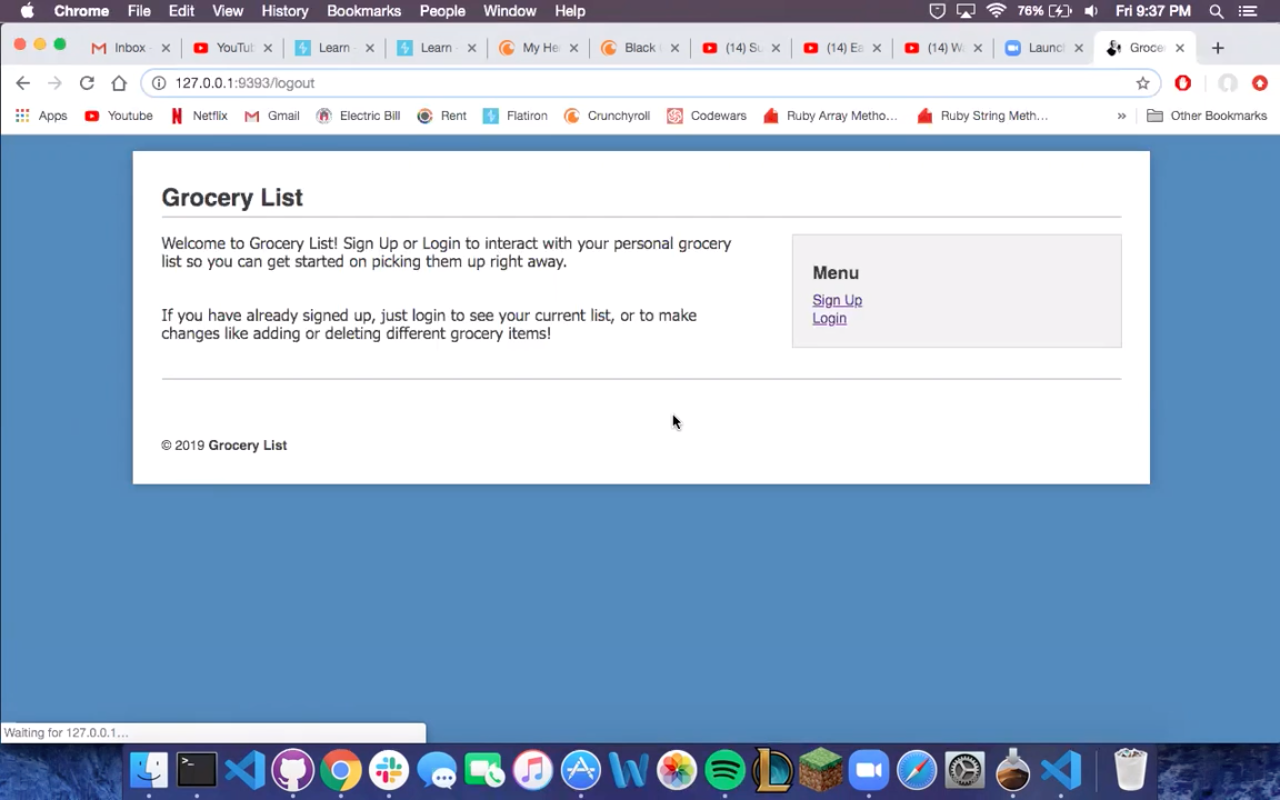 Chrome File Edit View History Bookmarks People Window Help 76% Fri 9:37 PM
Inbox YouTub Learn - Learn - My He Black (14) Su (14) Ea (14) W Launc Groce
127.0.0.1:9393/logout
Apps Youtube Netflix Gmail Electric Bill Rent Flatiron Crunchyroll Codewars Ruby Array Metho... Ruby String Meth... » Other Bookmarks
Grocery List
Welcome to Grocery List! Sign Up or Login to interact with your personal grocery
list so you can get started on picking them up right away.
If you have already signed up, just login to see your current list, or to make
changes like adding or deleting different grocery items!
Menu
Sign Up
Login
© 2019 Grocery List
Waiting for 127.0.0.1...